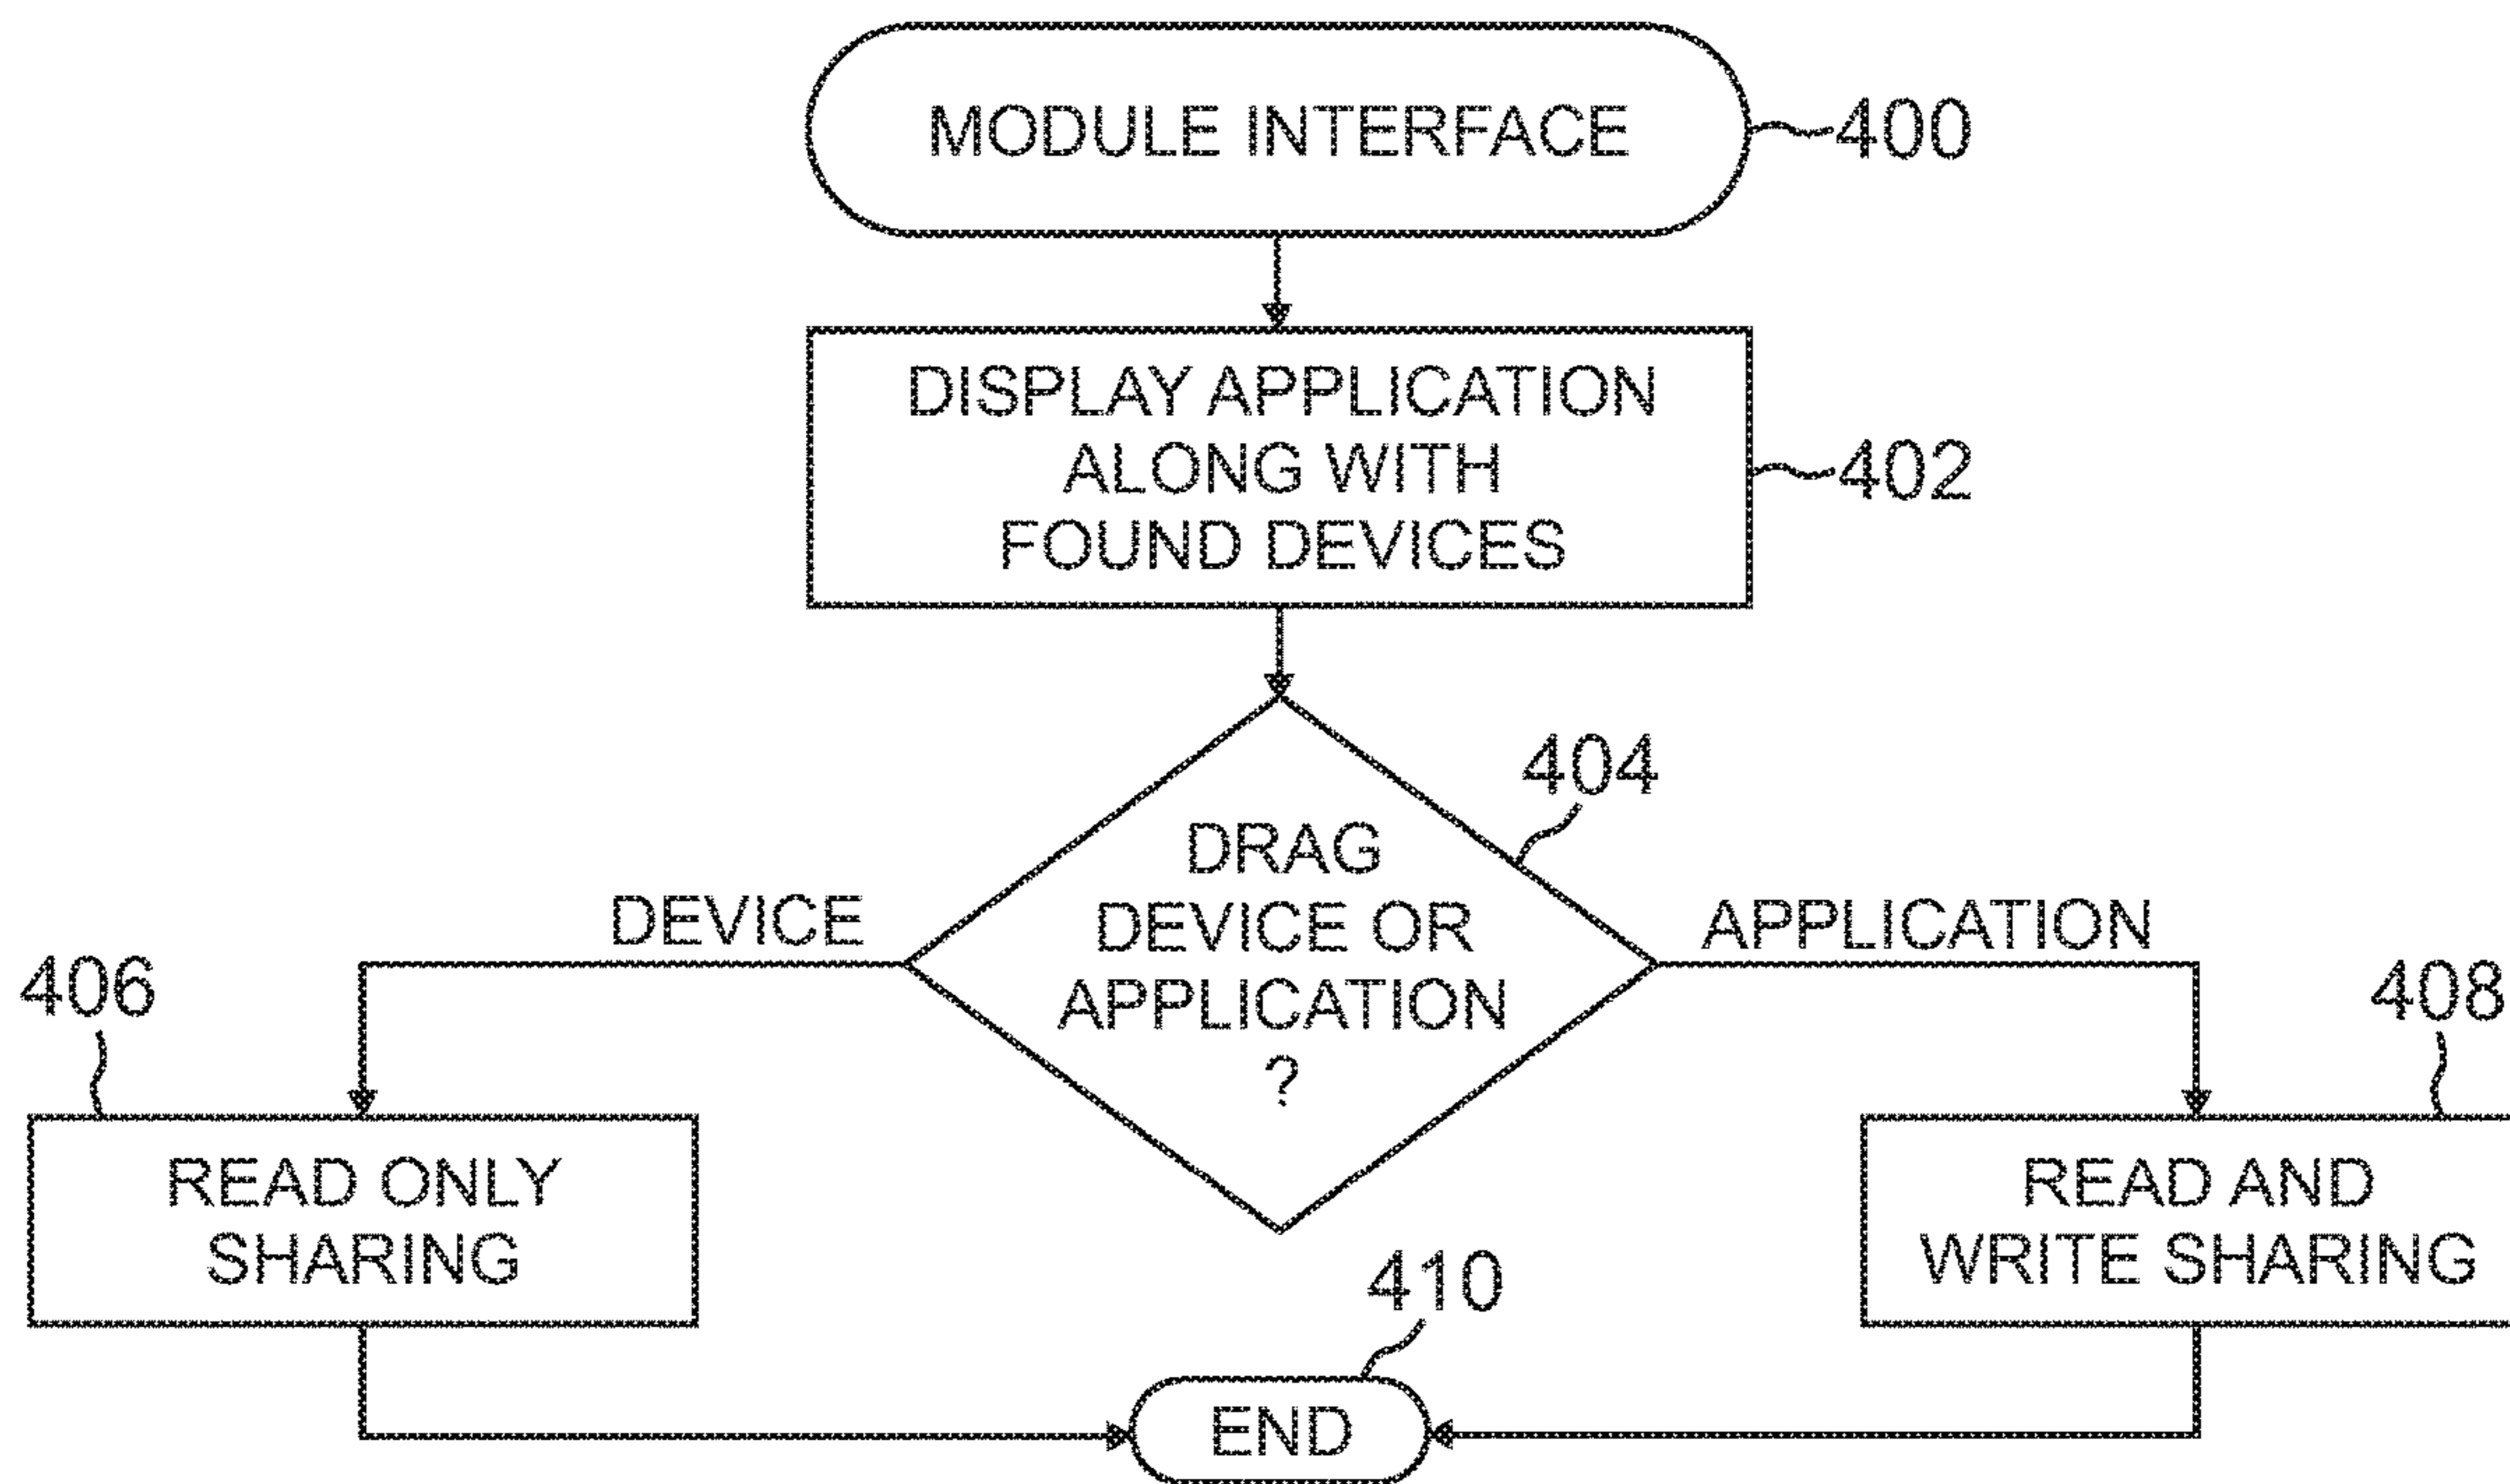 MODULE INTERFACE
400
DISPLAY APPLICATION
ALONG WITH
FOUND DEVICES
402
404
DRAG
DEVICE OR
APPLICATION
?
DEVICE
APPLICATION
406
408
READ ONLY
SHARING
READ AND
WRITE SHARING
410
END